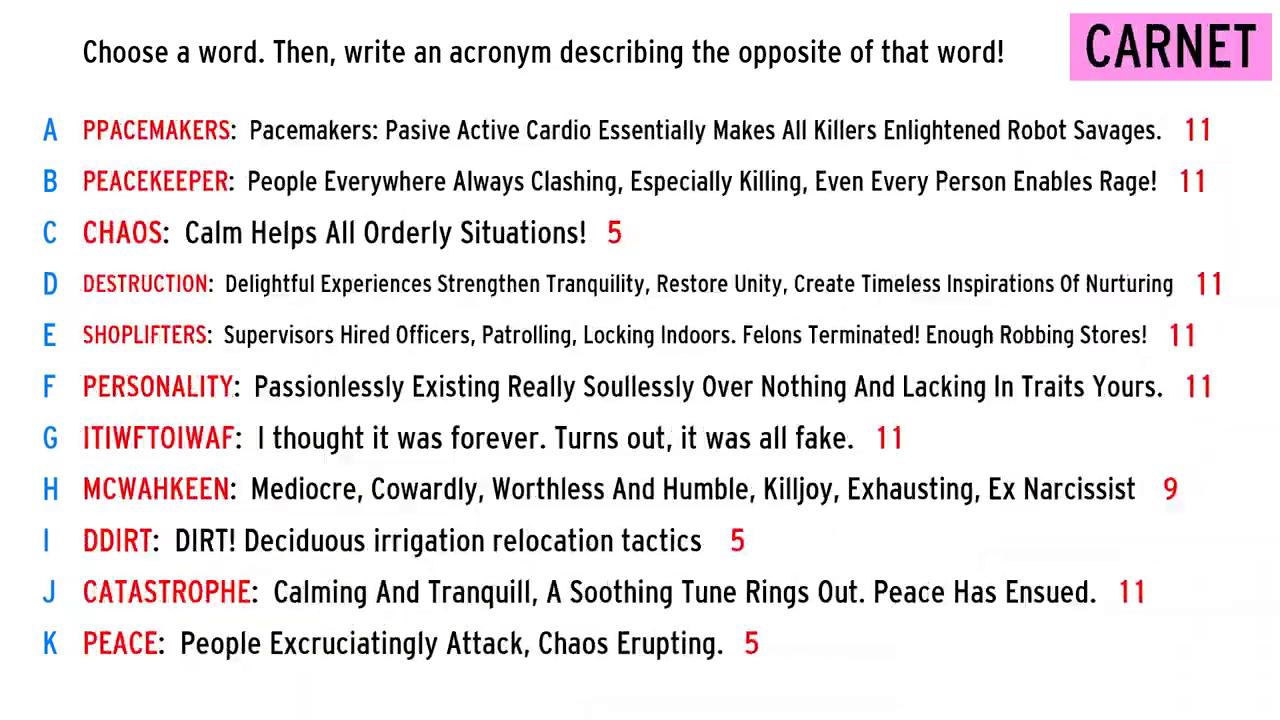 Choose a word. Then, write an acronym describing the opposite of that word!
CARNET
A PPACEMAKERS: Pacemakers: Pasive Active Cardio Essentially Makes All Killers Enlightened Robot Savages. 11
B PEACEKEEPER: People Everywhere Always Clashing, Especially Killing, Even Every Person Enables Rage! 11
C CHAOS: Calm Helps All Orderly Situations! 5
D DESTRUCTION: Delightful Experiences Strengthen Tranquility, Restore Unity, Create Timeless Inspirations Of Nurturing 11
E SHOPLIFTERS: Supervisors Hired Officers, Patrolling, Locking Indoors. Felons Terminated! Enough Robbing Stores! 11
F PERSONALITY: Passionlessly Existing Really Soullessly Over Nothing And Lacking In Traits Yours. 11
G ITIWFTOIWAF: I thought it was forever. Turns out, it was all fake. 11
H MCWAHKEEN: Mediocre, Cowardly, Worthless And Humble, Killjoy, Exhausting, Ex Narcissist 9
I DDIRT: DIRT! Deciduous irrigation relocation tactics 5
J CATASTROPHE: Calming And Tranquill, A Soothing Tune Rings Out. Peace Has Ensued. 11
K PEACE: People Excruciatingly Attack, Chaos Erupting. 5